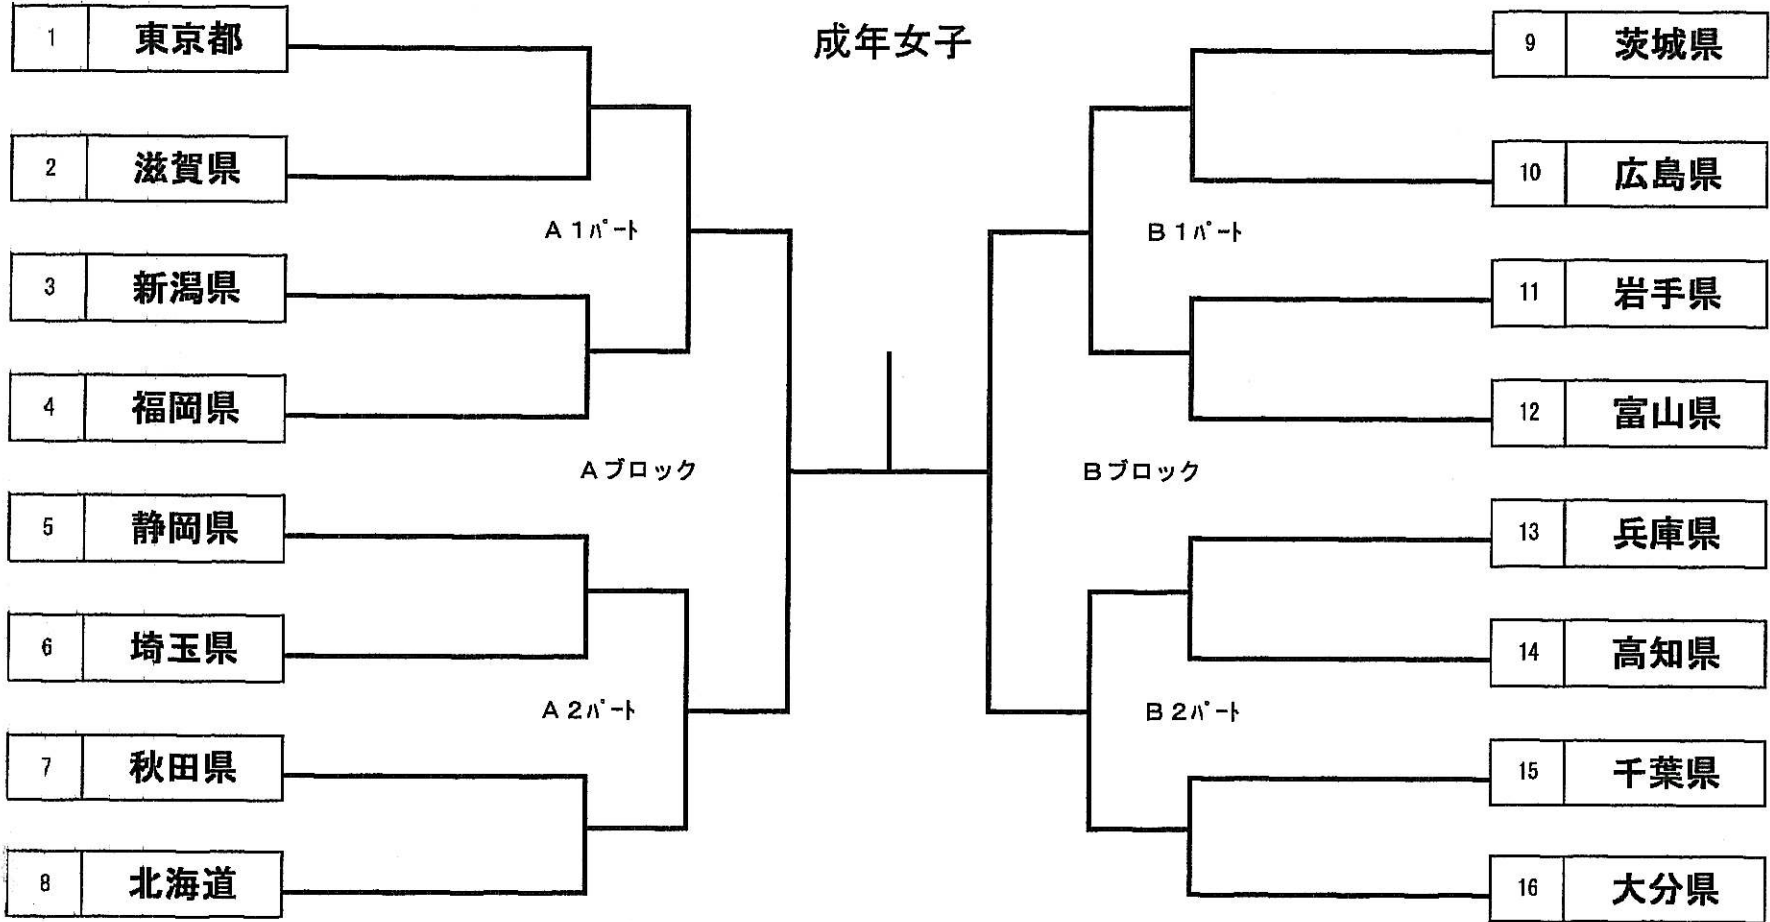 成年女子
1 東京都
2 滋賀県
A1ﾊﾟｰﾄ
3 新潟県
4 福岡県
Aブロック
5 静岡県
6 埼玉県
A2ﾊﾟｰﾄ
7 秋田県
8 北海道
9 茨城県
10 広島県
B1ﾊﾟｰﾄ
11 岩手県
12 富山県
Bブロック
13 兵庫県
14 高知県
B2ﾊﾟｰﾄ
15 千葉県
16 大分県